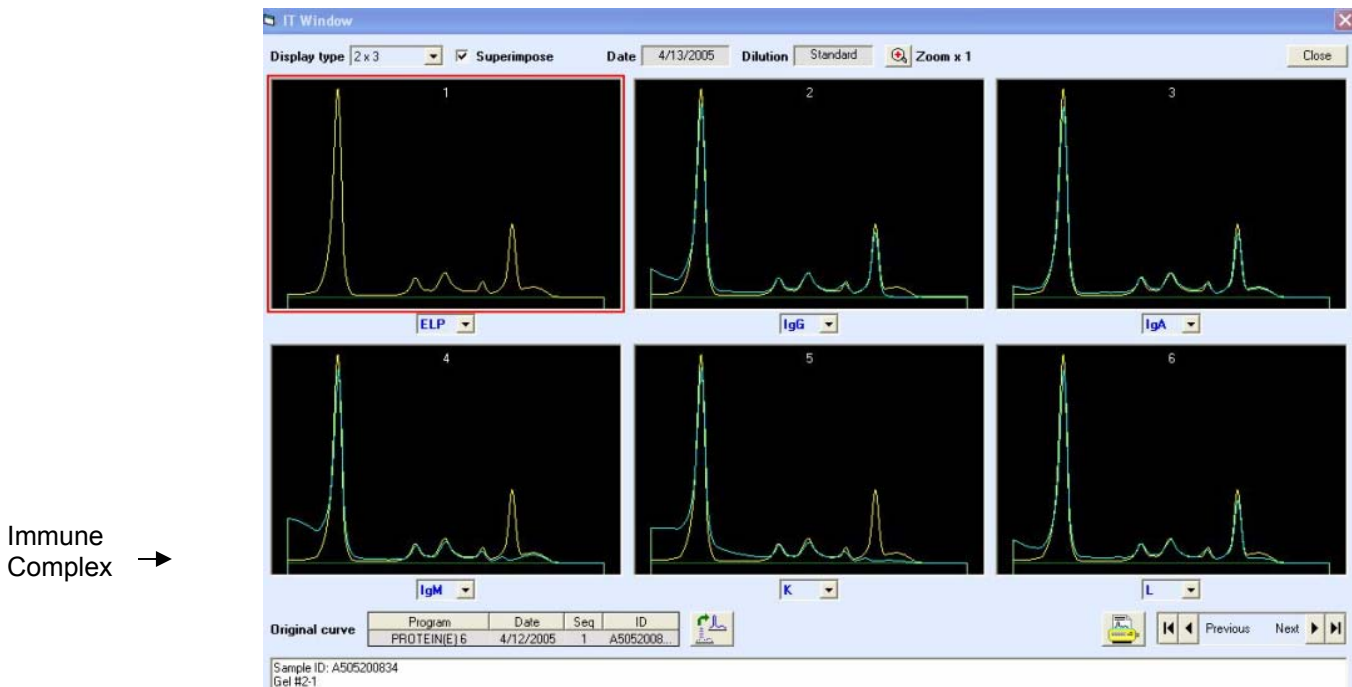 IT Window
Display type 2 x 3 Superimpose Date 4/13/2005 Dilution Standard Zoom x 1 Close
1 2 3
ELP IgG IgA
4 5 6
Immune
Complex
IgM K L
Original curve
Program Date Seq ID
PROTEIN(E) 6 4/12/2005 1 A5052008...
Previous Next
Sample ID: A505200834
Gel #2-1